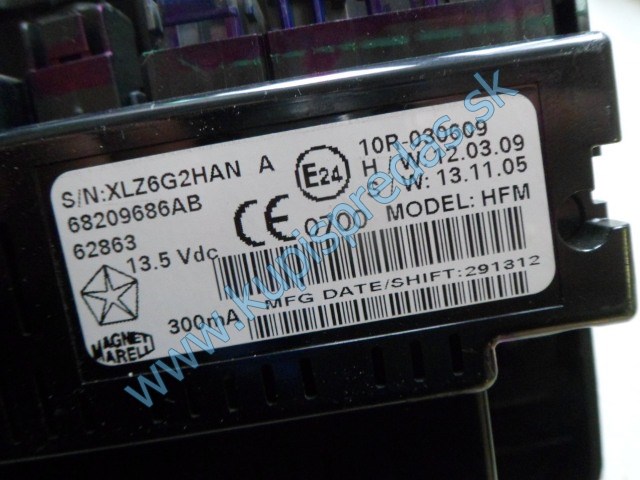 S/N:XLZ6G2HAN A
68209686AB
62863
13.5 Vdc
300mA
E24
CE 0700
10R-030609
H/W:12.03.09
S/W:13.11.05
MODEL: HFM
MFG DATE/SHIFT:291312
MAGNETI
MARELLI
www.kupispredas.sk